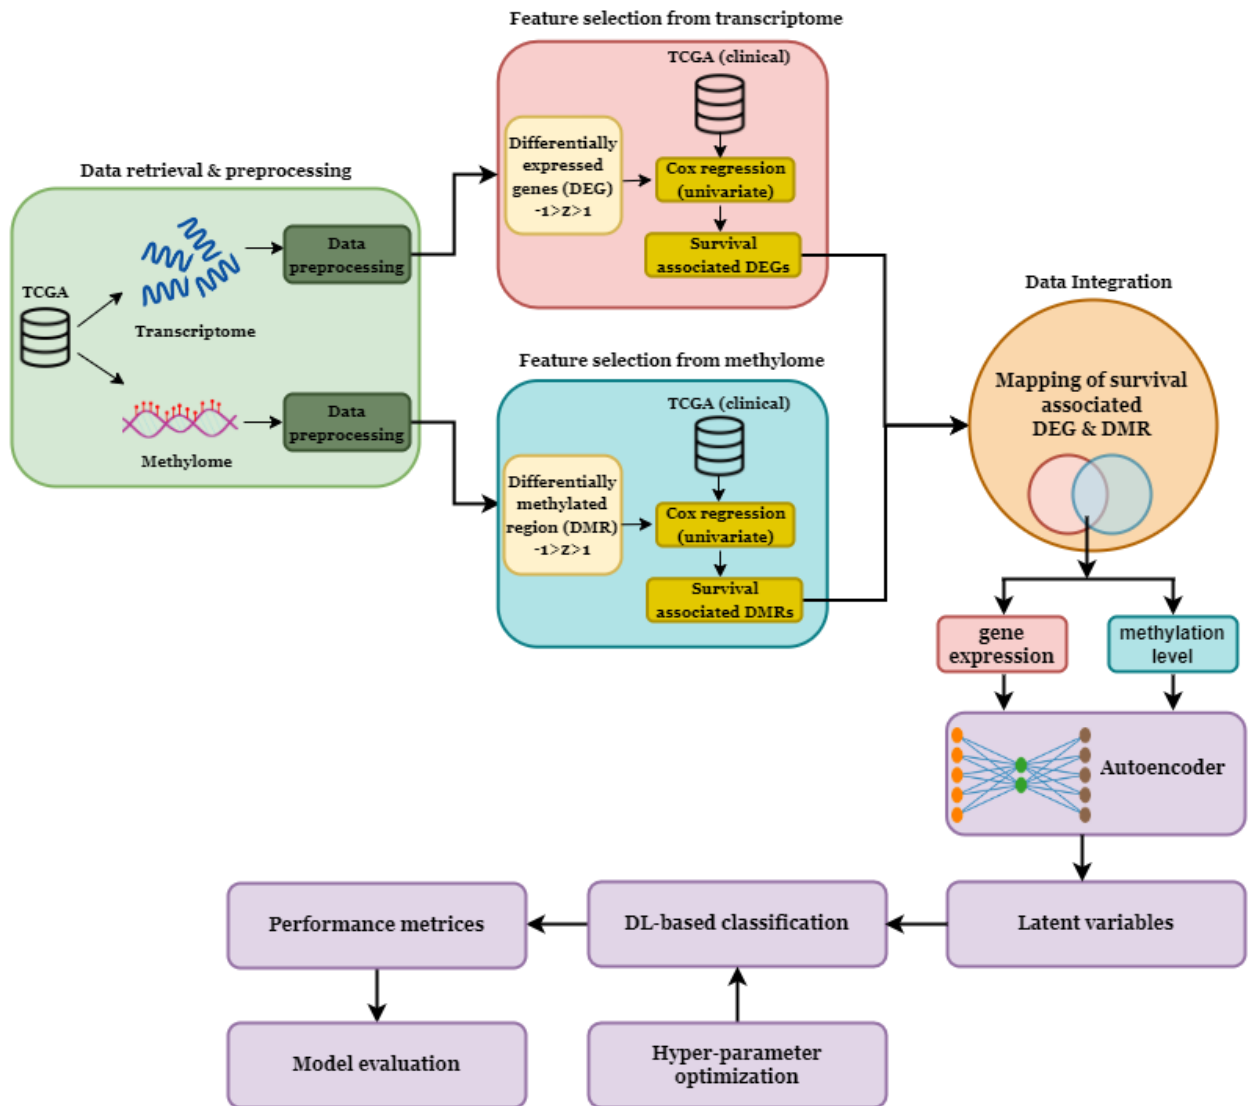 Feature selection from transcriptome
TCGA (clinical)
Differentially
expressed
genes (DEG)
-1>Z>1
Cox regression
(univariate)
Survival
associated DEGs
Data retrieval & preprocessing
TCGA
Transcriptome
Data
preprocessing
Methylome
Data
preprocessing
Feature selection from methylome
TCGA (clinical)
Differentially
methylated
region (DMR)
-1>Z>1
Cox regression
(univariate)
Survival
associated DMRs
Data Integration
Mapping of survival
associated
DEG & DMR
gene
expression
methylation
level
Autoencoder
Latent variables
DL-based classification
Performance metrices
Model evaluation
Hyper-parameter
optimization